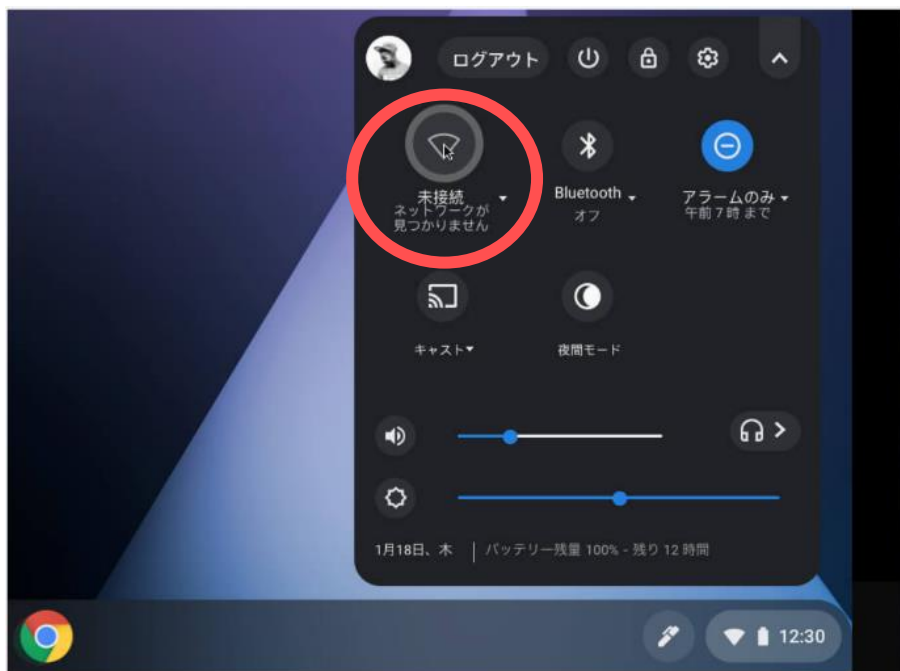 ログアウト
未接続
ネットワークが
見つかりません
Bluetooth
オフ
アラームのみ
午前 7 時 まで
キャスト
夜間モード
1月18日、木 | バッテリー残量 100% - 残り 12 時間
12:30